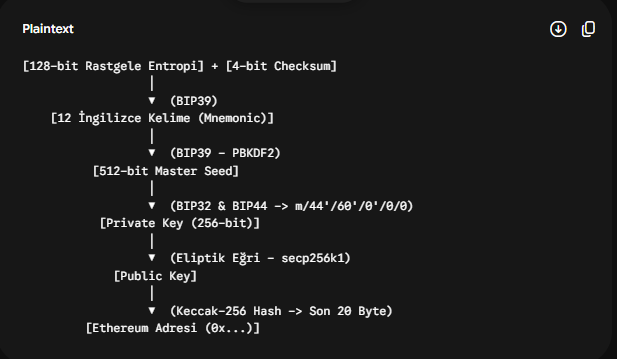 Plaintext
[128-bit Rastgele Entropi] + [4-bit Checksum]
│
▼ (BIP39)
[12 İngilizce Kelime (Mnemonic)]
│
▼ (BIP39 - PBKDF2)
[512-bit Master Seed]
│
▼ (BIP32 & BIP44 -> m/44'/60'/0'/0/0)
[Private Key (256-bit)]
│
▼ (Eliptik Eğri - secp256k1)
[Public Key]
│
▼ (Keccak-256 Hash -> Son 20 Byte)
[Ethereum Adresi (0x...)]